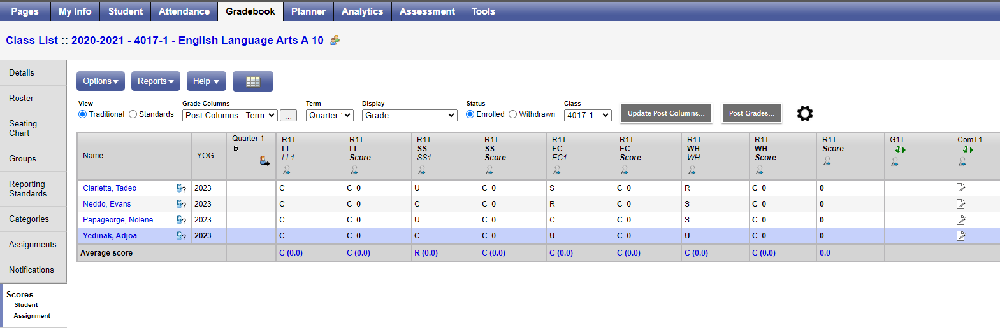 Pages My Info Student Attendance Gradebook Planner Analytics Assessment Tools
Class List :: 2020-2021 - 4017-1 - English Language Arts A 10
Details
Roster
Seating
Chart
Groups
Reporting
Standards
Categories
Assignments
Notifications
Scores
Student
Assignment
Options Reports Help
View Grade Columns Term Display Status Class
Traditional Standards Post Columns - Term ... Quarter Grade Enrolled Withdrawn 4017-1 Update Post Columns... Post Grades...
Name YOG Quarter 1 R1T LL LL1 R1T LL Score R1T SS SS1 R1T SS Score R1T EC EC1 R1T EC Score R1T WH WH R1T WH Score R1T Score G1T ComT1
Ciarletta, Tadeo 2023 C C 0 U C 0 S C 0 R C 0 0
Neddo, Evans 2023 C C 0 C C 0 R C 0 S C 0 0
Papageorge, Nolene 2023 C C 0 U C 0 C C 0 S C 0 0
Yedinak, Adjoa 2023 C C 0 C C 0 U C 0 U C 0 0
Average score C (0.0) C (0.0) R (0.0) C (0.0) C (0.0) C (0.0) C (0.0) C (0.0) 0.0